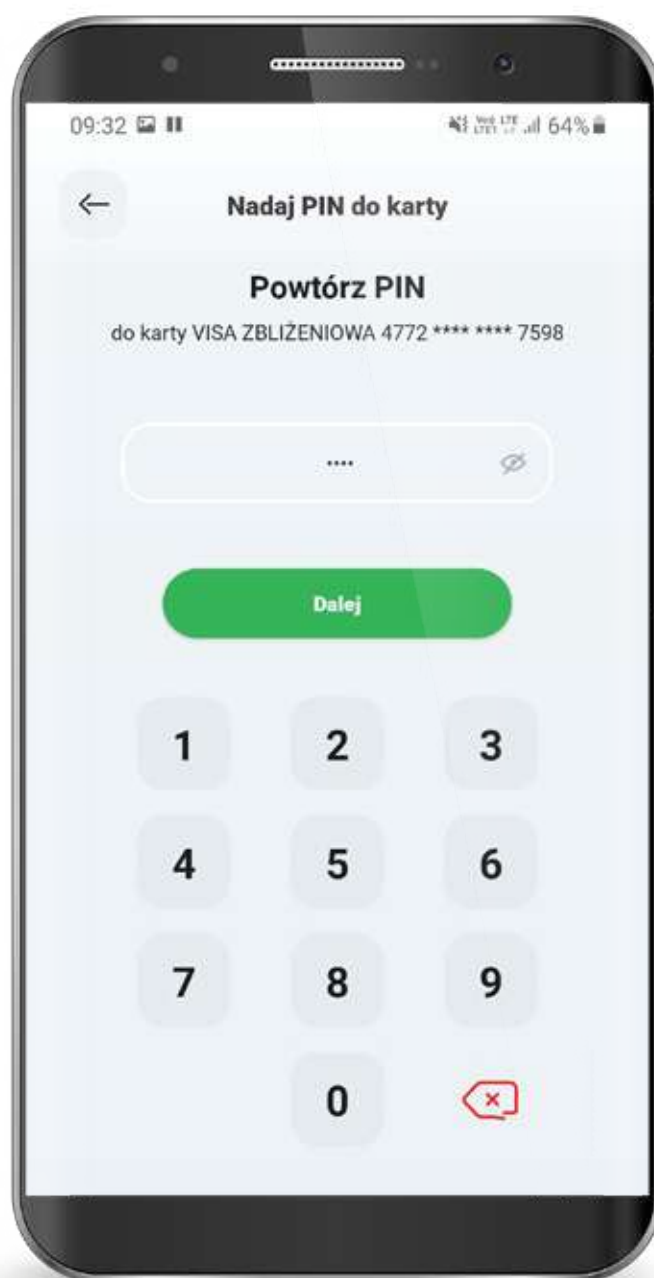 09:32 64%
Nadaj PIN do karty
Powtórz PIN
do karty VISA ZBLIŻENIOWA 4772 **** **** 7598
••••
Dalej
1 2 3
4 5 6
7 8 9
0